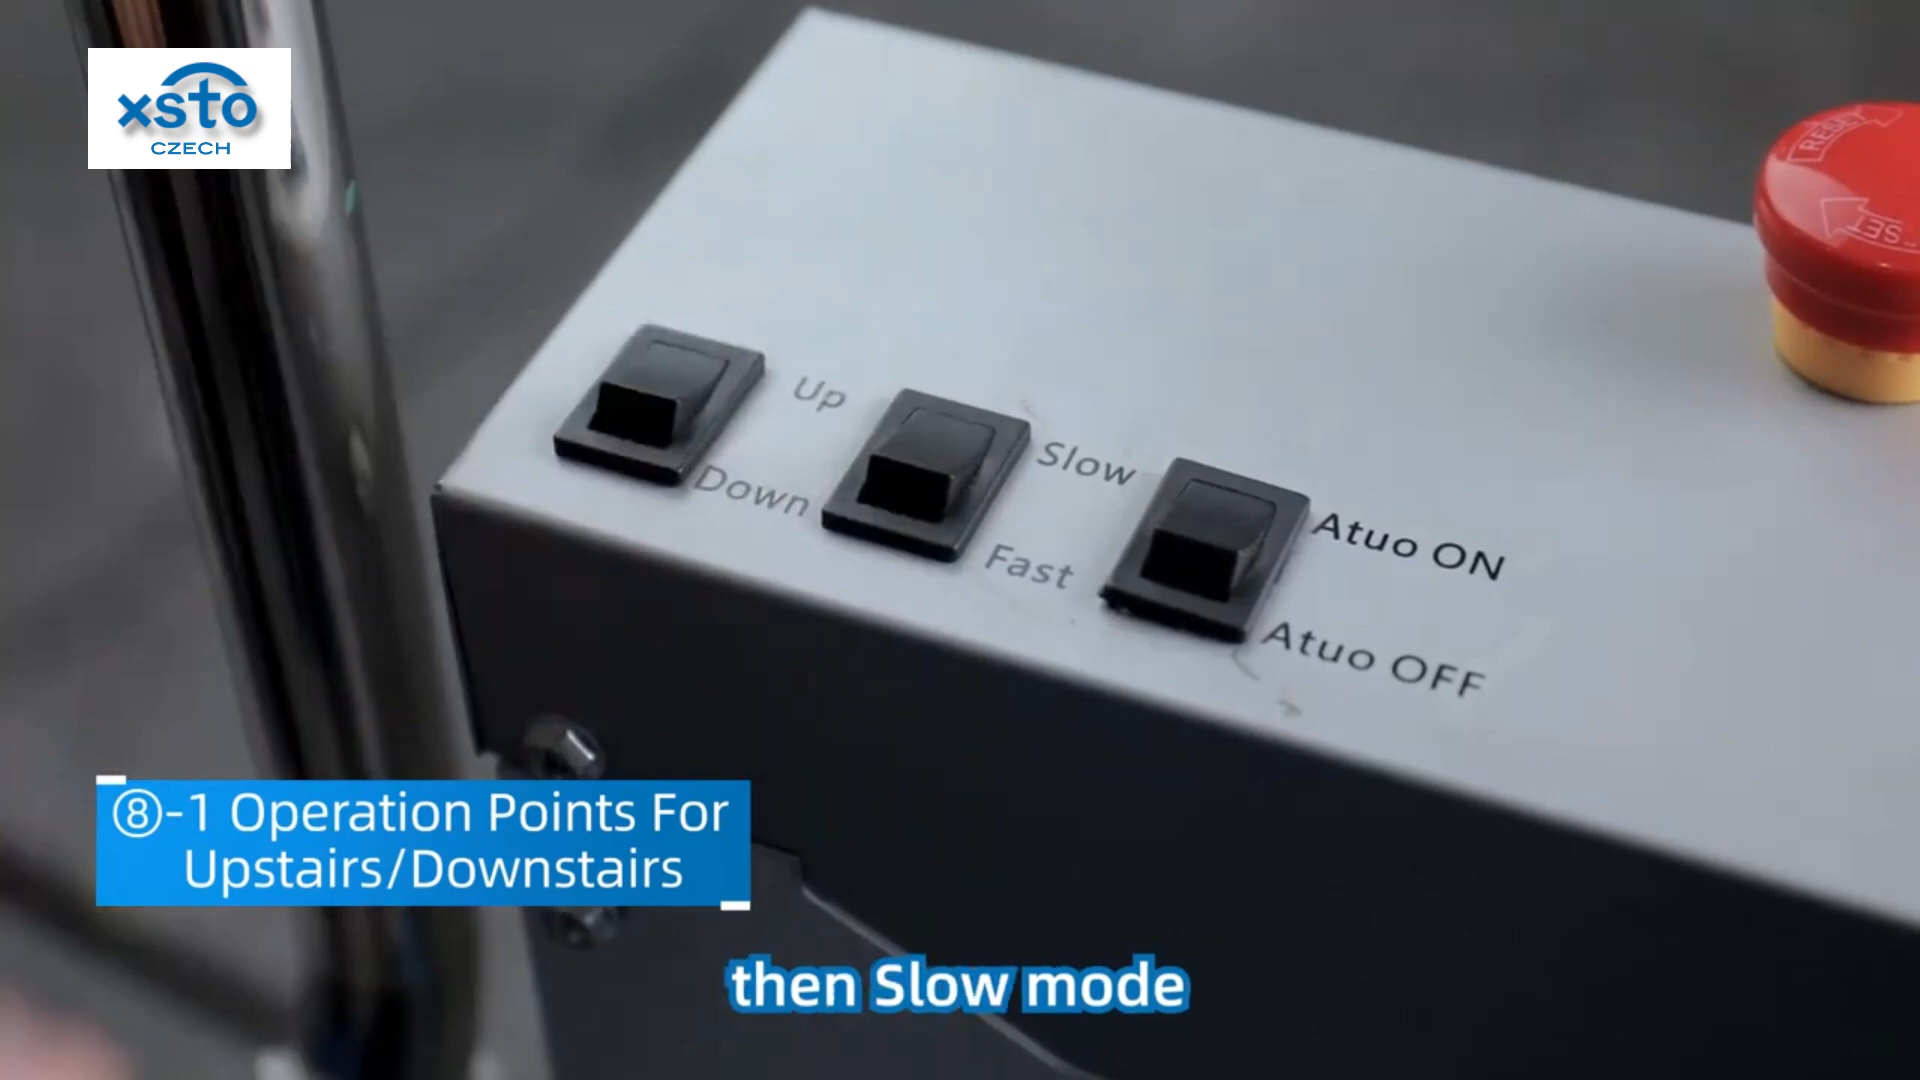 xsto
CZECH
RESET
Up
Down
Slow
Fast
Atuo ON
Atuo OFF
⑧-1 Operation Points For
Upstairs/Downstairs
then Slow mode